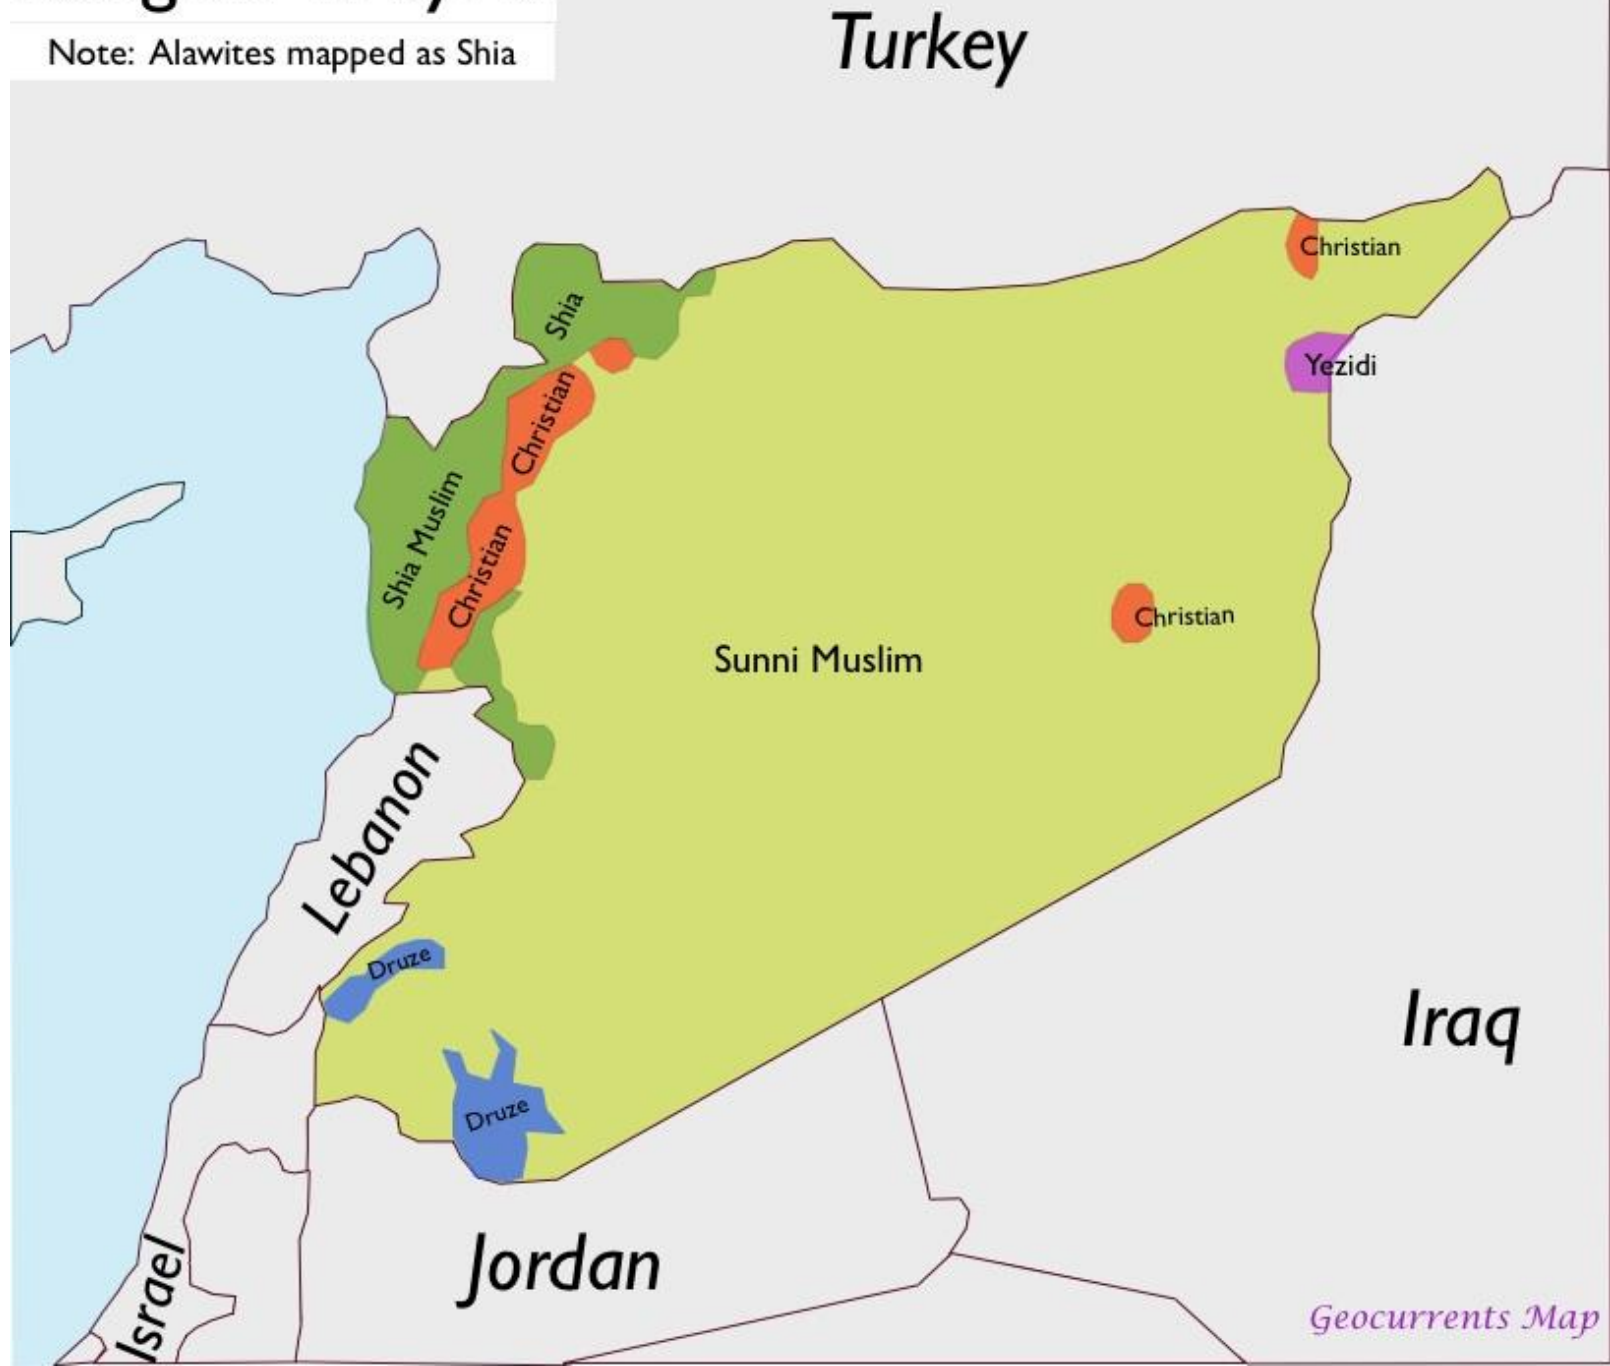 Note: Alawites mapped as Shia
Turkey
Christian
Shia
Yezidi
Christian
Shia Muslim
Christian
Christian
Sunni Muslim
Lebanon
Druze
Iraq
Druze
Jordan
Israel
Geocurrents Map